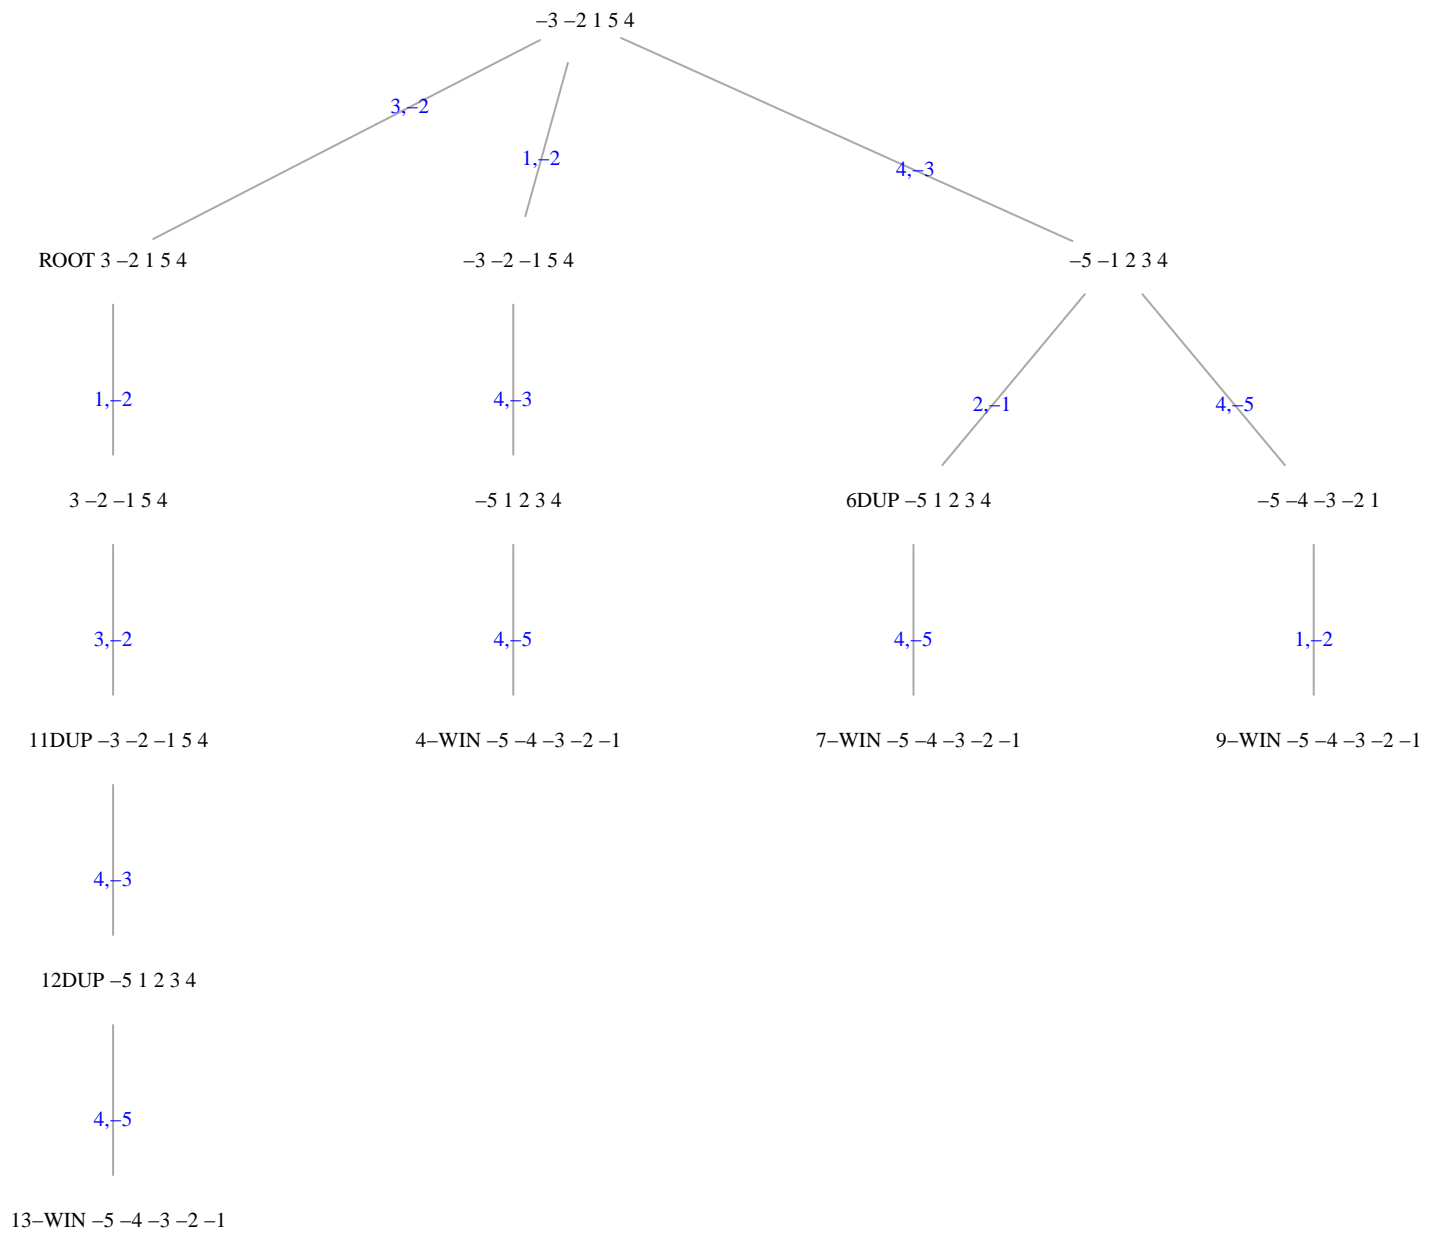 –3 –2 1 5 4
3,–2
1,–2
4,–3
ROOT 3 –2 1 5 4
–3 –2 –1 5 4
–5 –1 2 3 4
1,–2
4,–3
2,–1
4,–5
3 –2 –1 5 4
–5 1 2 3 4
6DUP –5 1 2 3 4
–5 –4 –3 –2 1
3,–2
4,–5
4,–5
1,–2
11DUP –3 –2 –1 5 4
4–WIN –5 –4 –3 –2 –1
7–WIN –5 –4 –3 –2 –1
9–WIN –5 –4 –3 –2 –1
4,–3
12DUP –5 1 2 3 4
4,–5
13–WIN –5 –4 –3 –2 –1